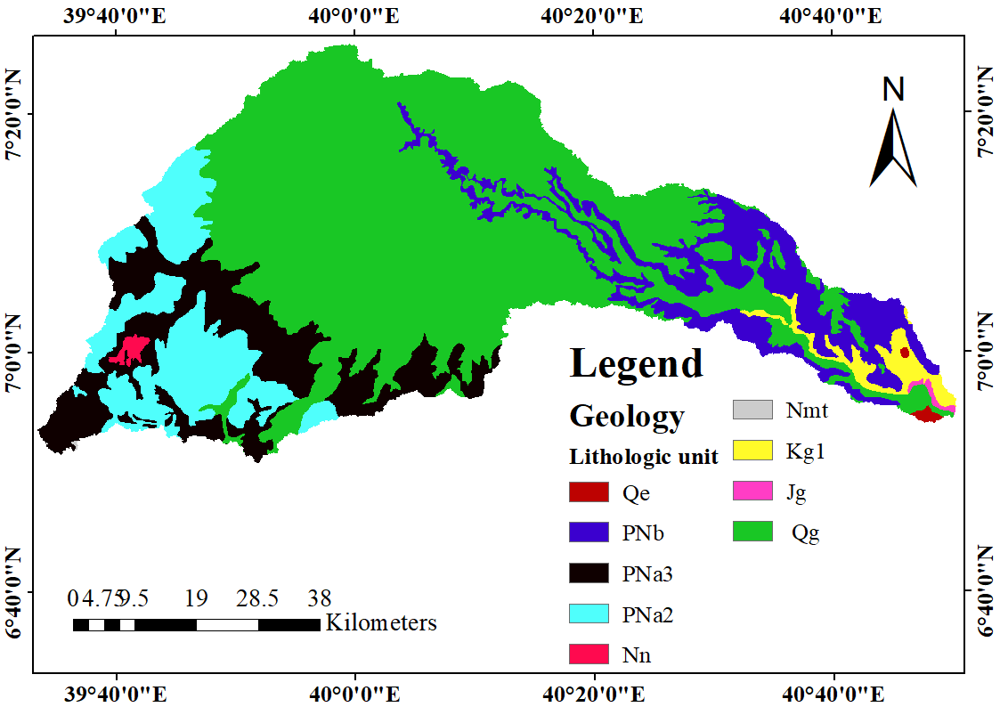 39°40'0"E 40°0'0"E 40°20'0"E 40°40'0"E
7°20'0"N
7°0'0"N
6°40'0"N
N
7°20'0"N
7°0'0"N
6°40'0"N
Legend
Geology
Lithologic unit
Qe
PNb
PNa3
PNa2
Nn
Nmt
Kg1
Jg
Qg
0 4.75 9.5 19 28.5 38
Kilometers
39°40'0"E 40°0'0"E 40°20'0"E 40°40'0"E